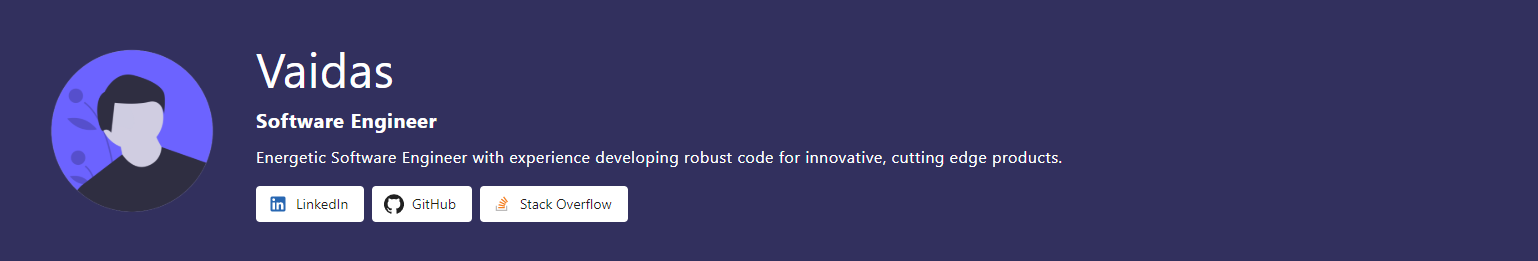 Vaidas
Software Engineer
Energetic Software Engineer with experience developing robust code for innovative, cutting edge products.
LinkedIn GitHub Stack Overflow